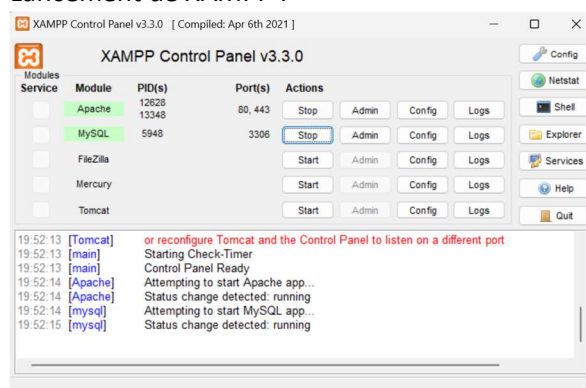 Lancement de XAMPP :
XAMPP Control Panel v3.3.0 [ Compiled: Apr 6th 2021 ]
XAMPP Control Panel v3.3.0
Config
Modules
Service Module PID(s) Port(s) Actions
Netstat
Apache 12628 13348 80, 443 Stop Admin Config Logs
Shell
MySQL 5948 3306 Stop Admin Config Logs
Explorer
FileZilla Start Admin Config Logs
Services
Mercury Start Admin Config Logs
Help
Tomcat Start Admin Config Logs
Quit
19:52:13 [Tomcat] or reconfigure Tomcat and the Control Panel to listen on a different port
19:52:13 [main] Starting Check-Timer
19:52:13 [main] Control Panel Ready
19:52:14 [Apache] Attempting to start Apache app...
19:52:14 [Apache] Status change detected: running
19:52:14 [mysql] Attempting to start MySQL app...
19:52:15 [mysql] Status change detected: running